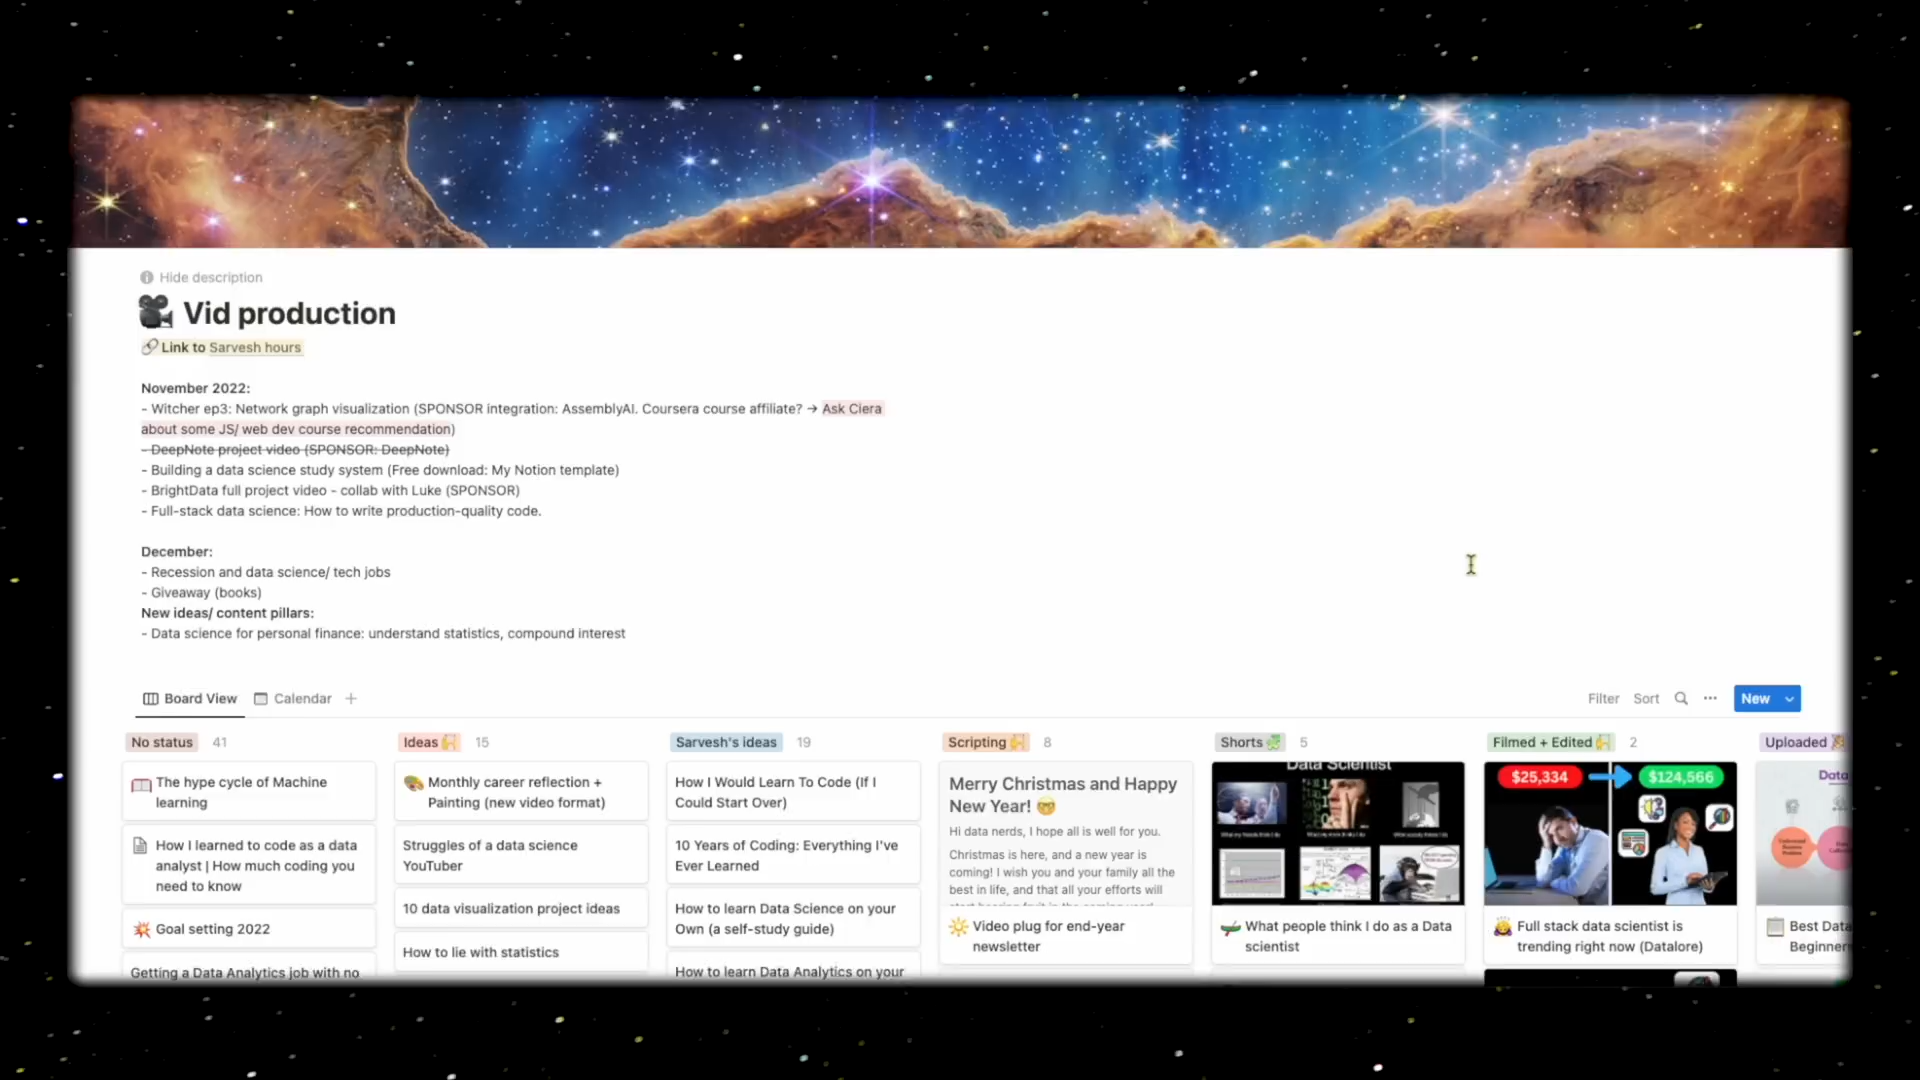 Hide description
Vid production
Link to Sarvesh hours
November 2022:
- Witcher ep3: Network graph visualization (SPONSOR integration: AssemblyAI. Coursera course affiliate? → Ask Ciera
about some JS/ web dev course recommendation)
- DeepNote project video (SPONSOR: DeepNote)
- Building a data science study system (Free download: My Notion template)
- BrightData full project video - collab with Luke (SPONSOR)
- Full-stack data science: How to write production-quality code.
December:
- Recession and data science/ tech jobs
- Giveaway (books)
New ideas/ content pillars:
- Data science for personal finance: understand statistics, compound interest
Board View Calendar +
Filter Sort New
No status 41
The hype cycle of Machine
learning
How I learned to code as a data
analyst | How much coding you
need to know
Goal setting 2022
Getting a Data Analytics job with no
Ideas 15
Monthly career reflection +
Painting (new video format)
Struggles of a data science
YouTuber
10 data visualization project ideas
How to lie with statistics
Sarvesh's ideas 19
How I Would Learn To Code (If I
Could Start Over)
10 Years of Coding: Everything I've
Ever Learned
How to learn Data Science on your
Own (a self-study guide)
How to learn Data Analytics on your
Scripting 8
Merry Christmas and Happy
New Year!
Hi data nerds, I hope all is well for you.
Christmas is here, and a new year is
coming! I wish you and your family all the
best in life, and that all your efforts will
Video plug for end-year
newsletter
Shorts 5
Data Scientist
What people think I do as a Data
scientist
Filmed + Edited 2
$25,334 $124,566
Full stack data scientist is
trending right now (Datalore)
Uploaded
Data
Best Data
Beginner